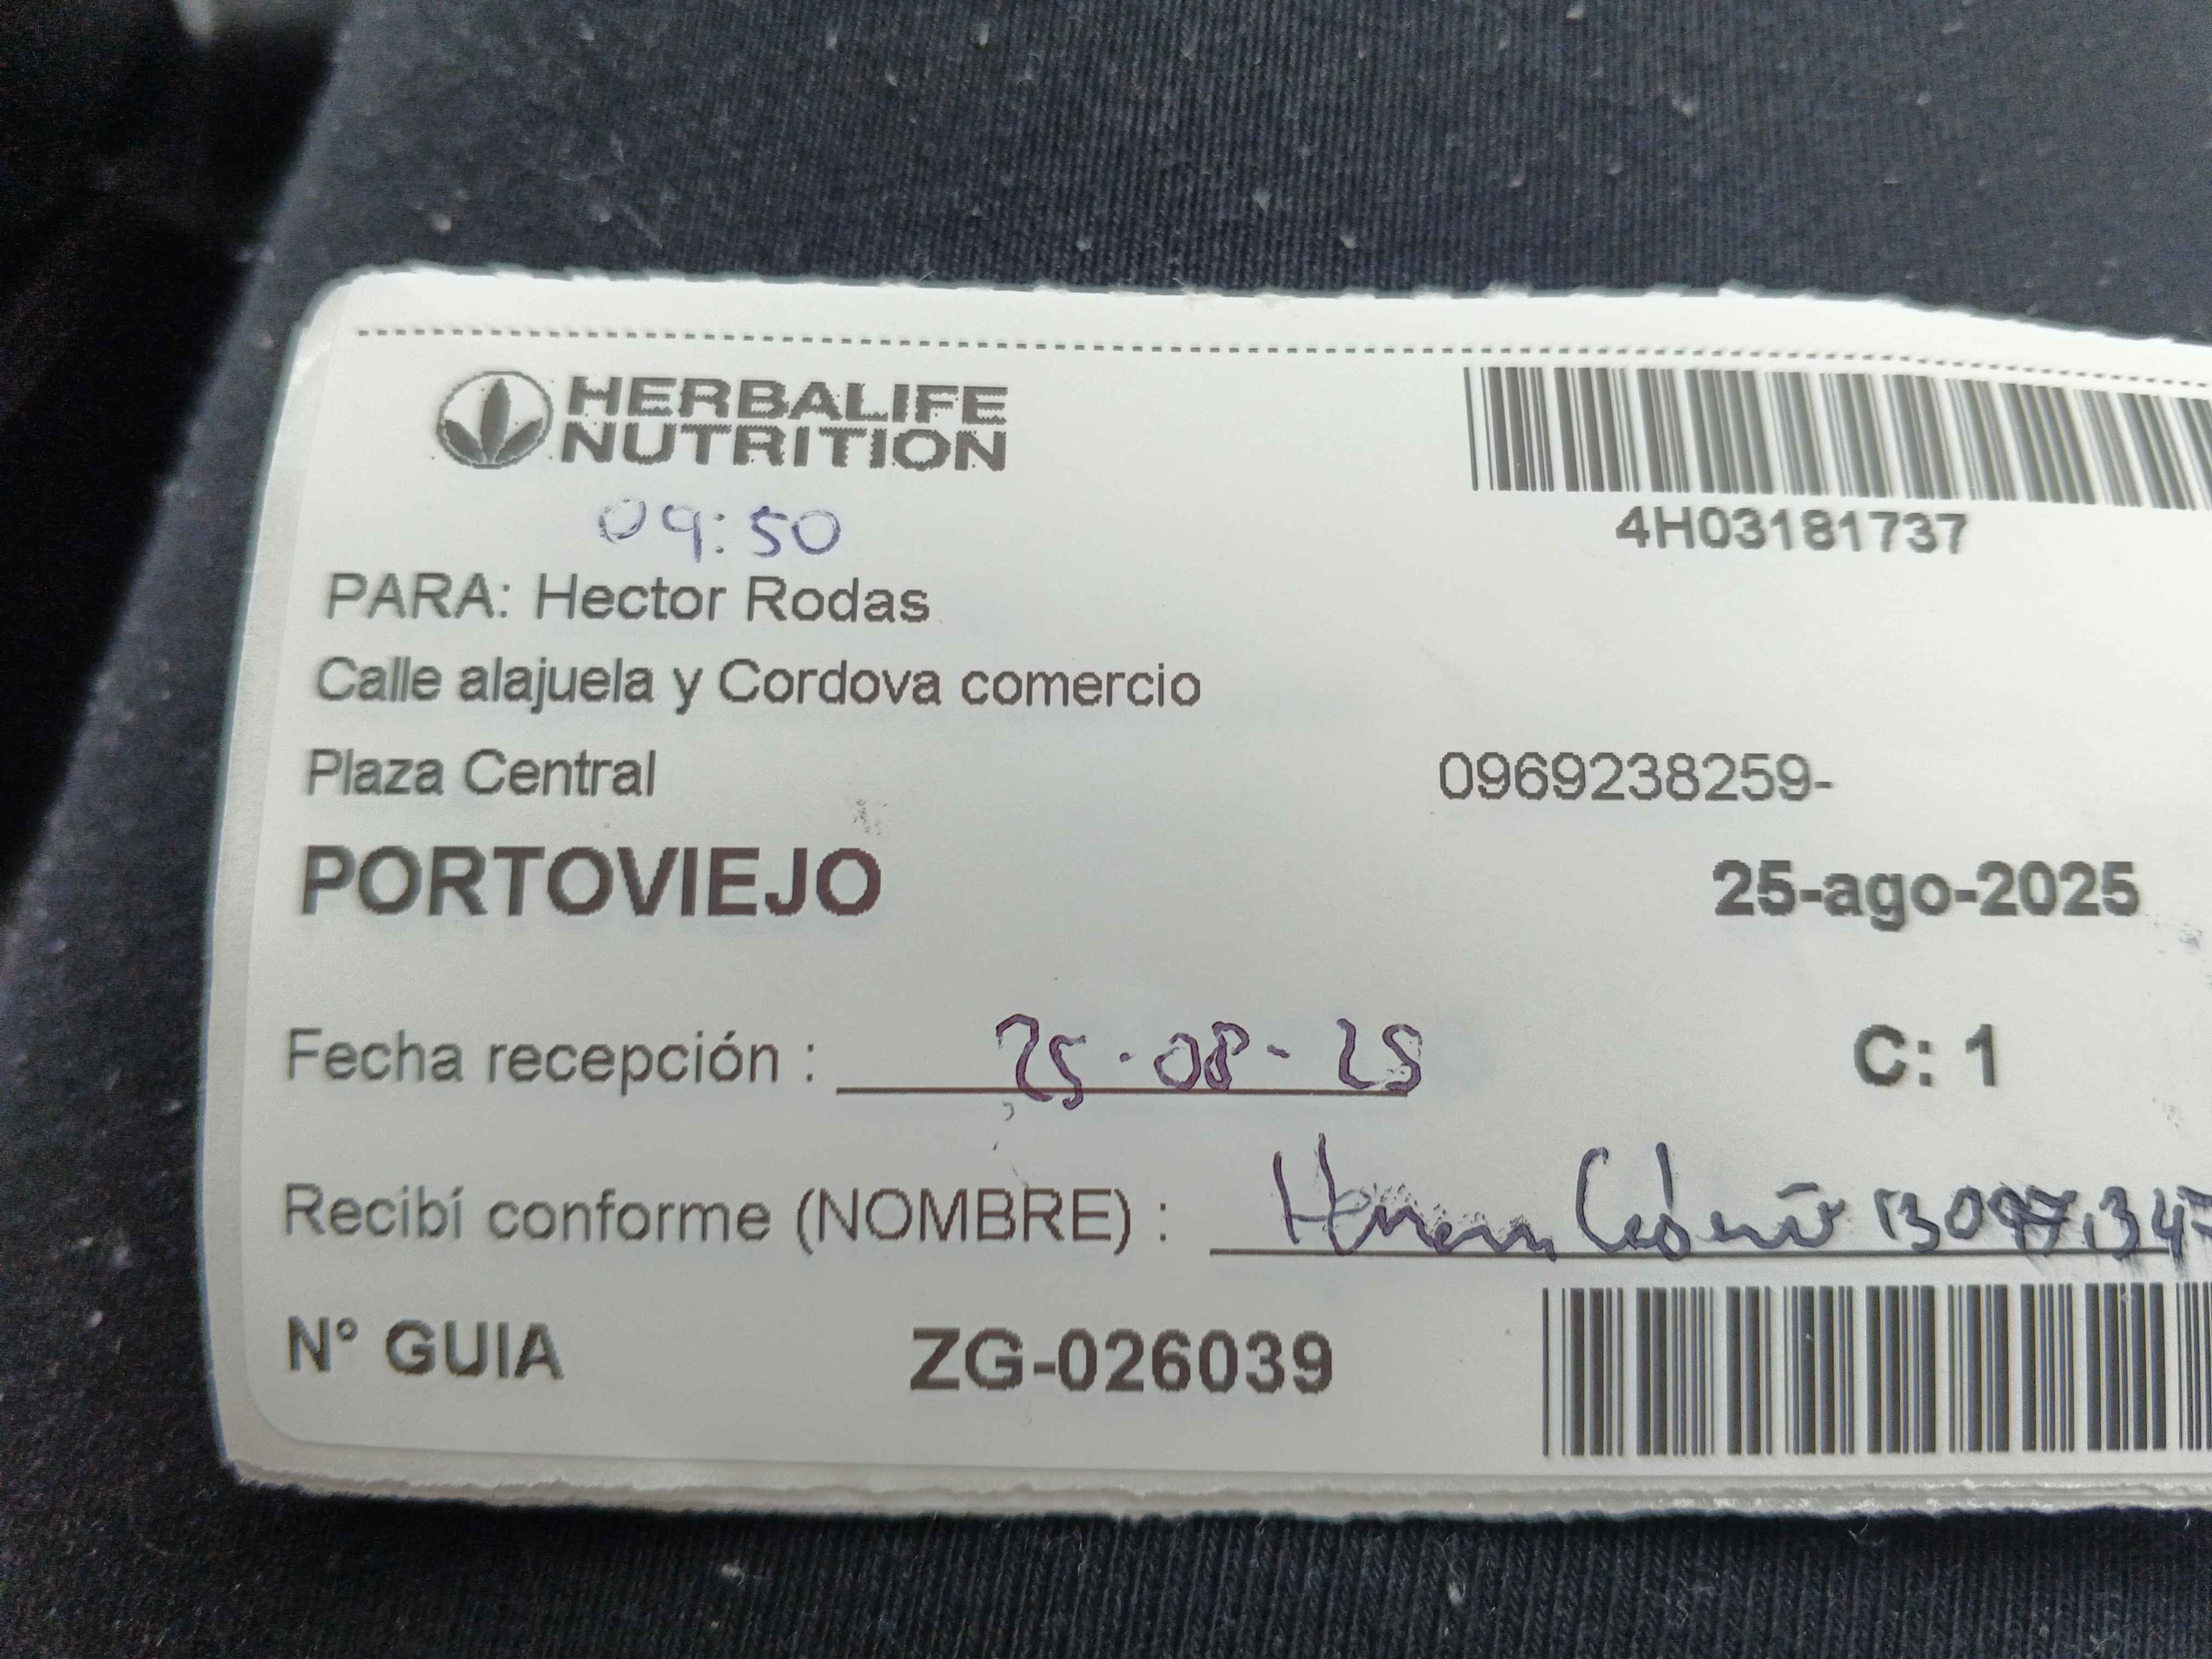 HERBALIFE
NUTRITION
09:50
4H03181737
PARA: Hector Rodas
Calle alajuela y Cordova comercio
Plaza Central 0969238259-
PORTOVIEJO 25-ago-2025
Fecha recepción : 25-08-25 C: 1
Recibí conforme (NOMBRE) :
N° GUIA ZG-026039